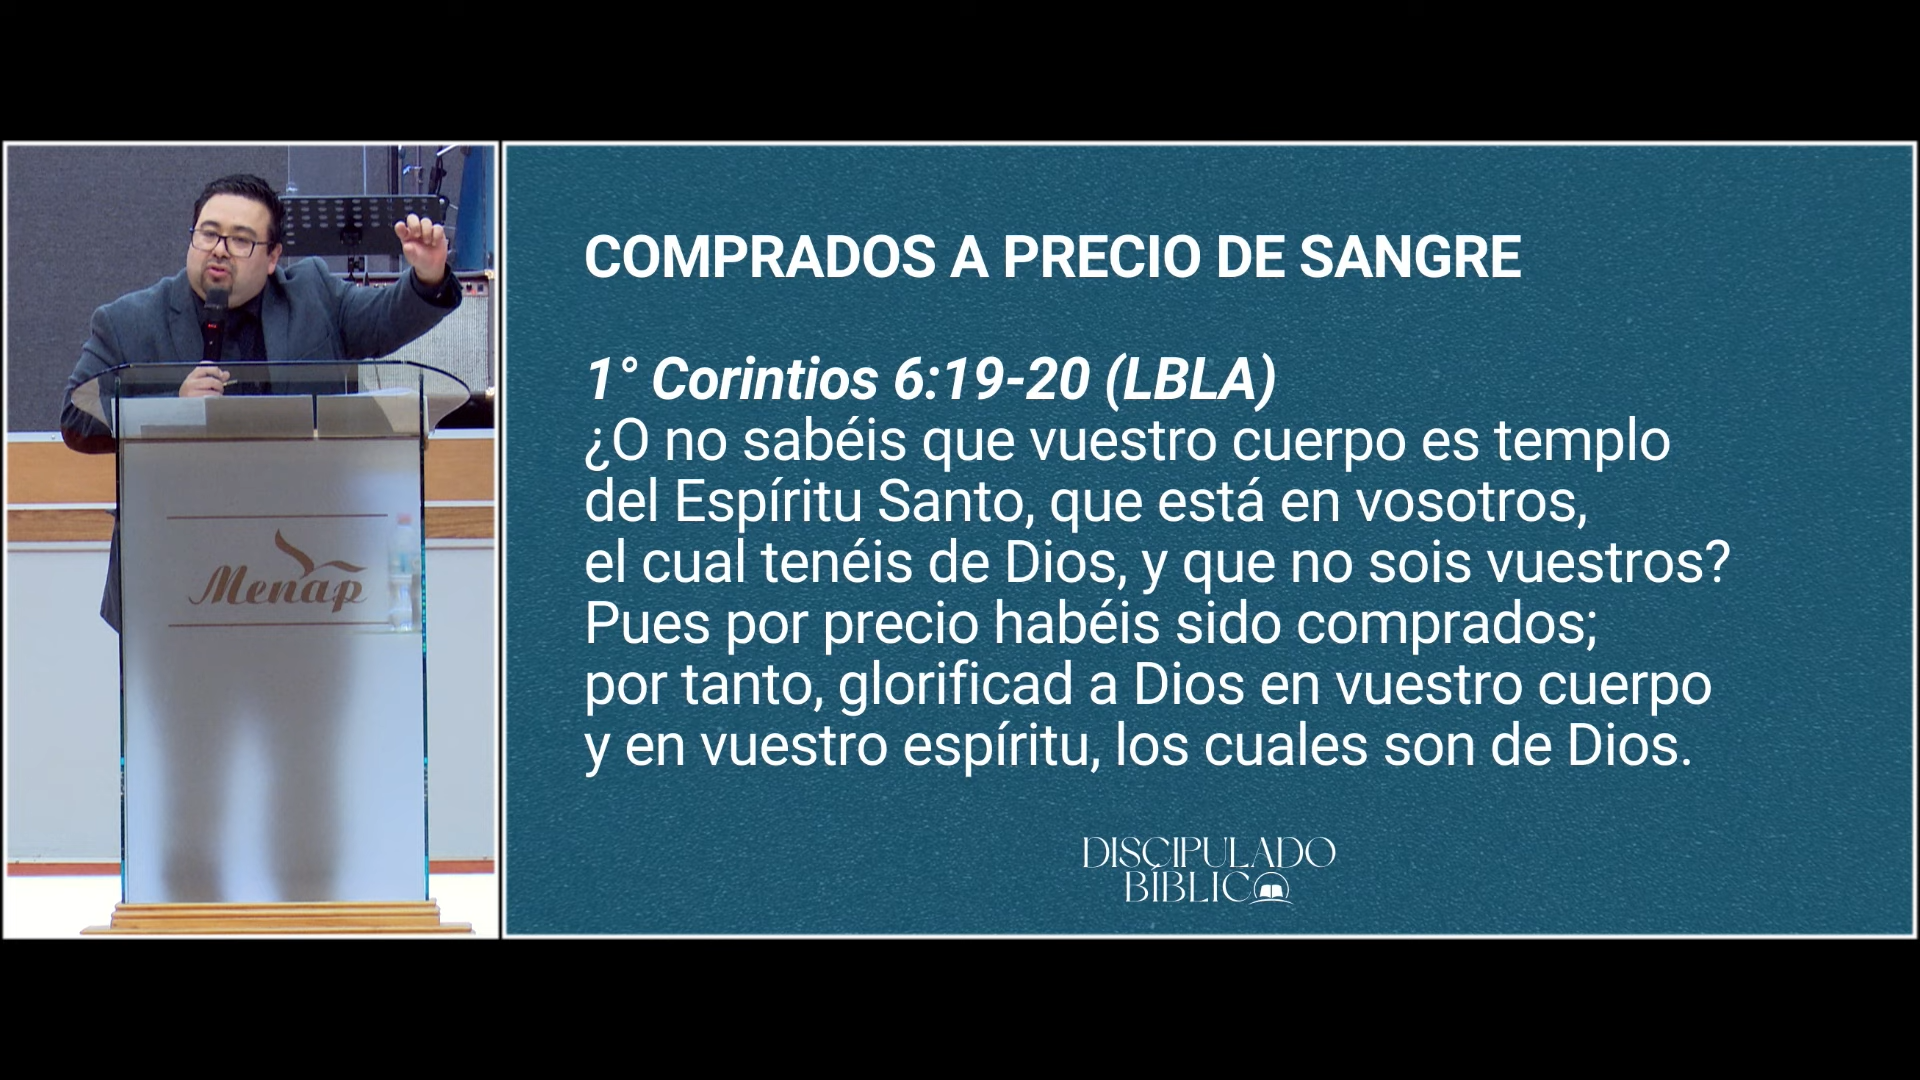 COMPRADOS A PRECIO DE SANGRE
1° Corintios 6:19-20 (LBLA)
¿O no sabéis que vuestro cuerpo es templo
del Espíritu Santo, que está en vosotros,
el cual tenéis de Dios, y que no sois vuestros?
Pues por precio habéis sido comprados;
por tanto, glorificad a Dios en vuestro cuerpo
y en vuestro espíritu, los cuales son de Dios.
DISCIPULADO
BÍBLICO
Menap